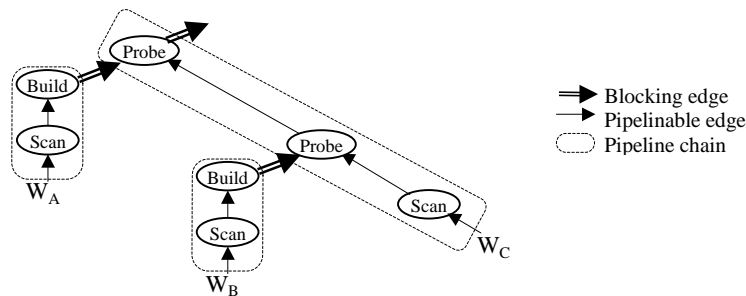 Probe
Build
Scan
W_A
Probe
Build
Scan
W_B
Scan
W_C
Blocking edge
Pipelinable edge
Pipeline chain